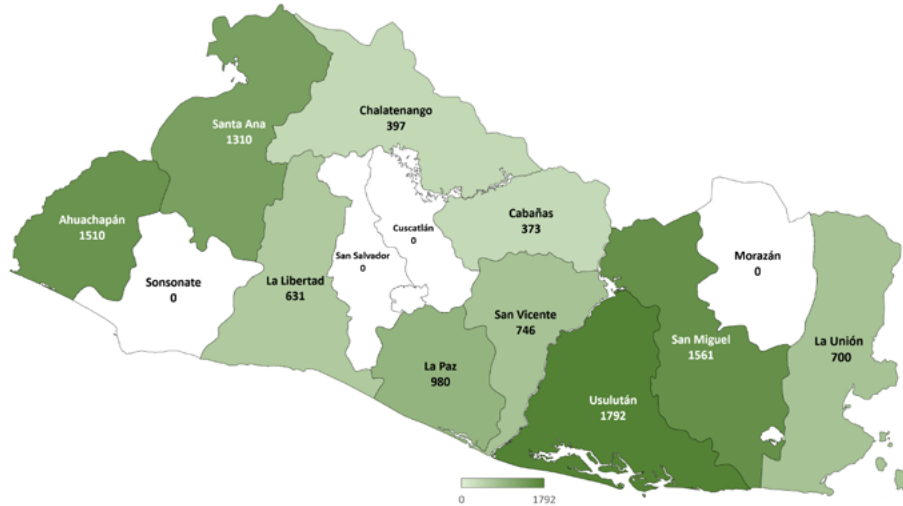 Chalatenango
397
Santa Ana
1310
Cabañas
373
Ahuachapán
1510
Cuscatlán
0
San Salvador
0
Morazán
0
Sonsonate
0
La Libertad
631
San Vicente
746
San Miguel
1561
La Unión
700
La Paz
980
Usulután
1792
0
1792